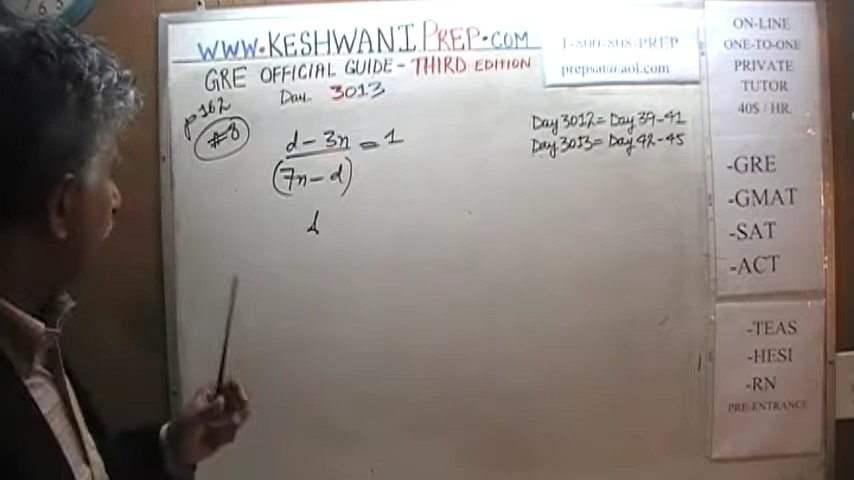 WWW.KESHWANIPREP.COM
GRE OFFICIAL GUIDE - THIRD EDITION
Day 3013
p162
#8
d - 3n = 1
(7n - d)
d
Day 3012 = Day 39-41
Day 3013 = Day 42-45
1-800-808-PREP
prepsat@aol.com
ON-LINE
ONE-TO-ONE
PRIVATE
TUTOR
40$ / HR
-GRE
-GMAT
-SAT
-ACT
-TEAS
-HESI
-RN
PRE-ENTRANCE